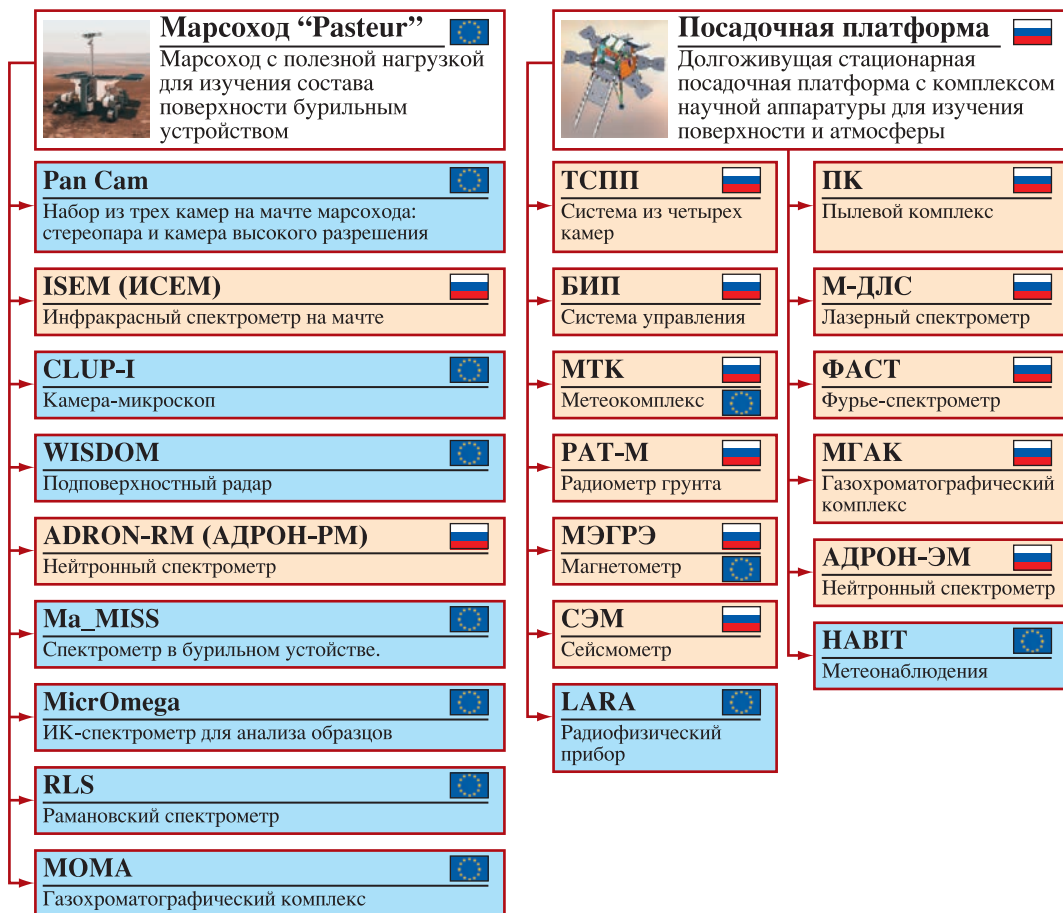 Марсоход “Pasteur”
Марсоход с полезной нагрузкой
для изучения состава
поверхности бурильным
устройством
Pan Cam
Набор из трех камер на мачте марсохода:
стереопара и камера высокого разрешения
ISEM (ИСЕМ)
Инфракрасный спектрометр на мачте
CLUP-I
Камера-микроскоп
WISDOM
Подповерхностный радар
ADRON-RM (АДРОН-РМ)
Нейтронный спектрометр
Ma_MISS
Спектрометр в бурильном устойстве.
MicrOmega
ИК-спектрометр для анализа образцов
RLS
Рамановский спектрометр
MOMA
Газохроматографический комплекс
Посадочная платформа
Долгоживущая стационарная
посадочная платформа с комплексом
научной аппаратуры для изучения
поверхности и атмосферы
ТСПП
Система из четырех
камер
БИП
Система управления
МТК
Метеокомплекс
РАТ-М
Радиометр грунта
МЭГРЭ
Магнетометр
СЭМ
Сейсмометр
LARA
Радиофизический
прибор
ПК
Пылевой комплекс
М-ДЛС
Лазерный спектрометр
ФАСТ
Фурье-спектрометр
МГАК
Газохроматографический
комплекс
АДРОН-ЭМ
Нейтронный спектрометр
HABIT
Метеонаблюдения